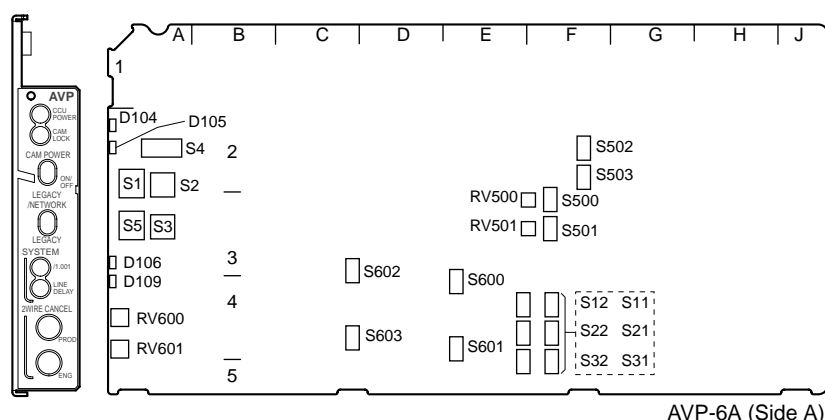 A B C D E F G H J
1
AVP
CCU
POWER
CAM
LOCK
CAM POWER
ON/
OFF
LEGACY
/NETWORK
LEGACY
SYSTEM
/1.001
LINE
DELAY
2WIRE CANCEL
PROD
ENG
D104
D105
S4
2
S502
S503
S1
S2
RV500
S500
S5
S3
RV501
S501
D106
3
S602
S600
D109
4
S12 S11
RV600
S603
S22 S21
S601
RV601
S32 S31
5
AVP-6A (Side A)